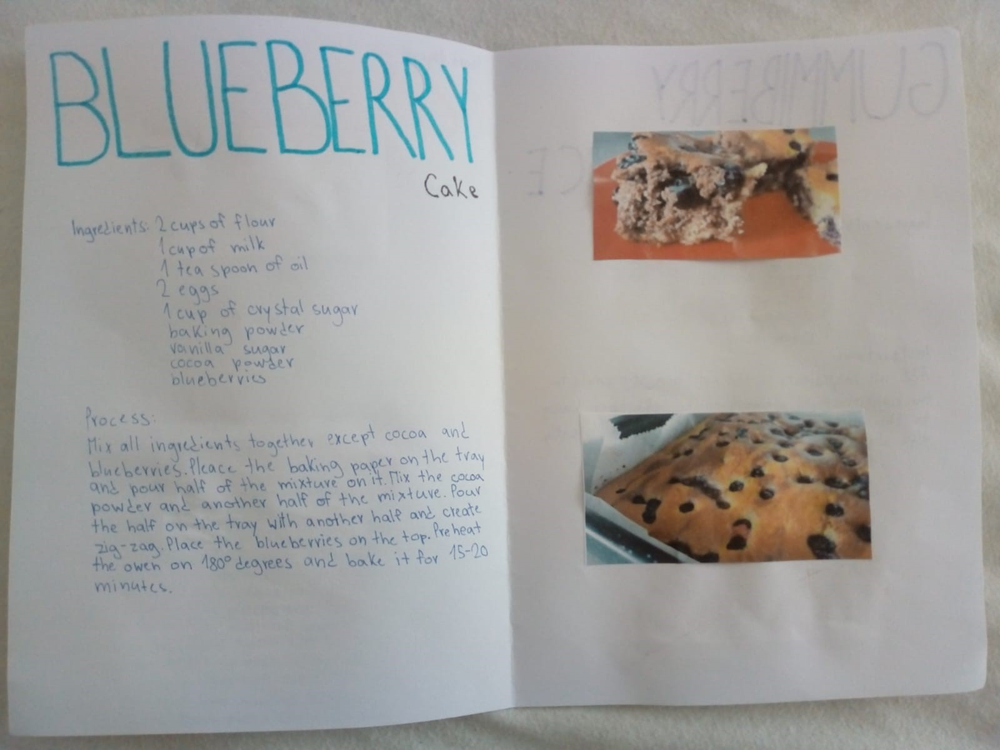 BLUEBERRY
Cake
Ingredients: 2 cups of flour
1 cup of milk
1 tea spoon of oil
2 eggs
1 cup of crystal sugar
baking powder
vanilla sugar
cocoa powder
blueberries
Process:
Mix all ingredients together except cocoa and
blueberries. Pleace the baking paper on the tray
and pour half of the mixture on it. Mix the cocoa
powder and another half of the mixture. Pour
the half on the tray with another half and create
zig-zag. Place the blueberries on the top. Preheat
the owen on 180° degrees and bake it for 15-20
minutes.
GUMMIBERRY